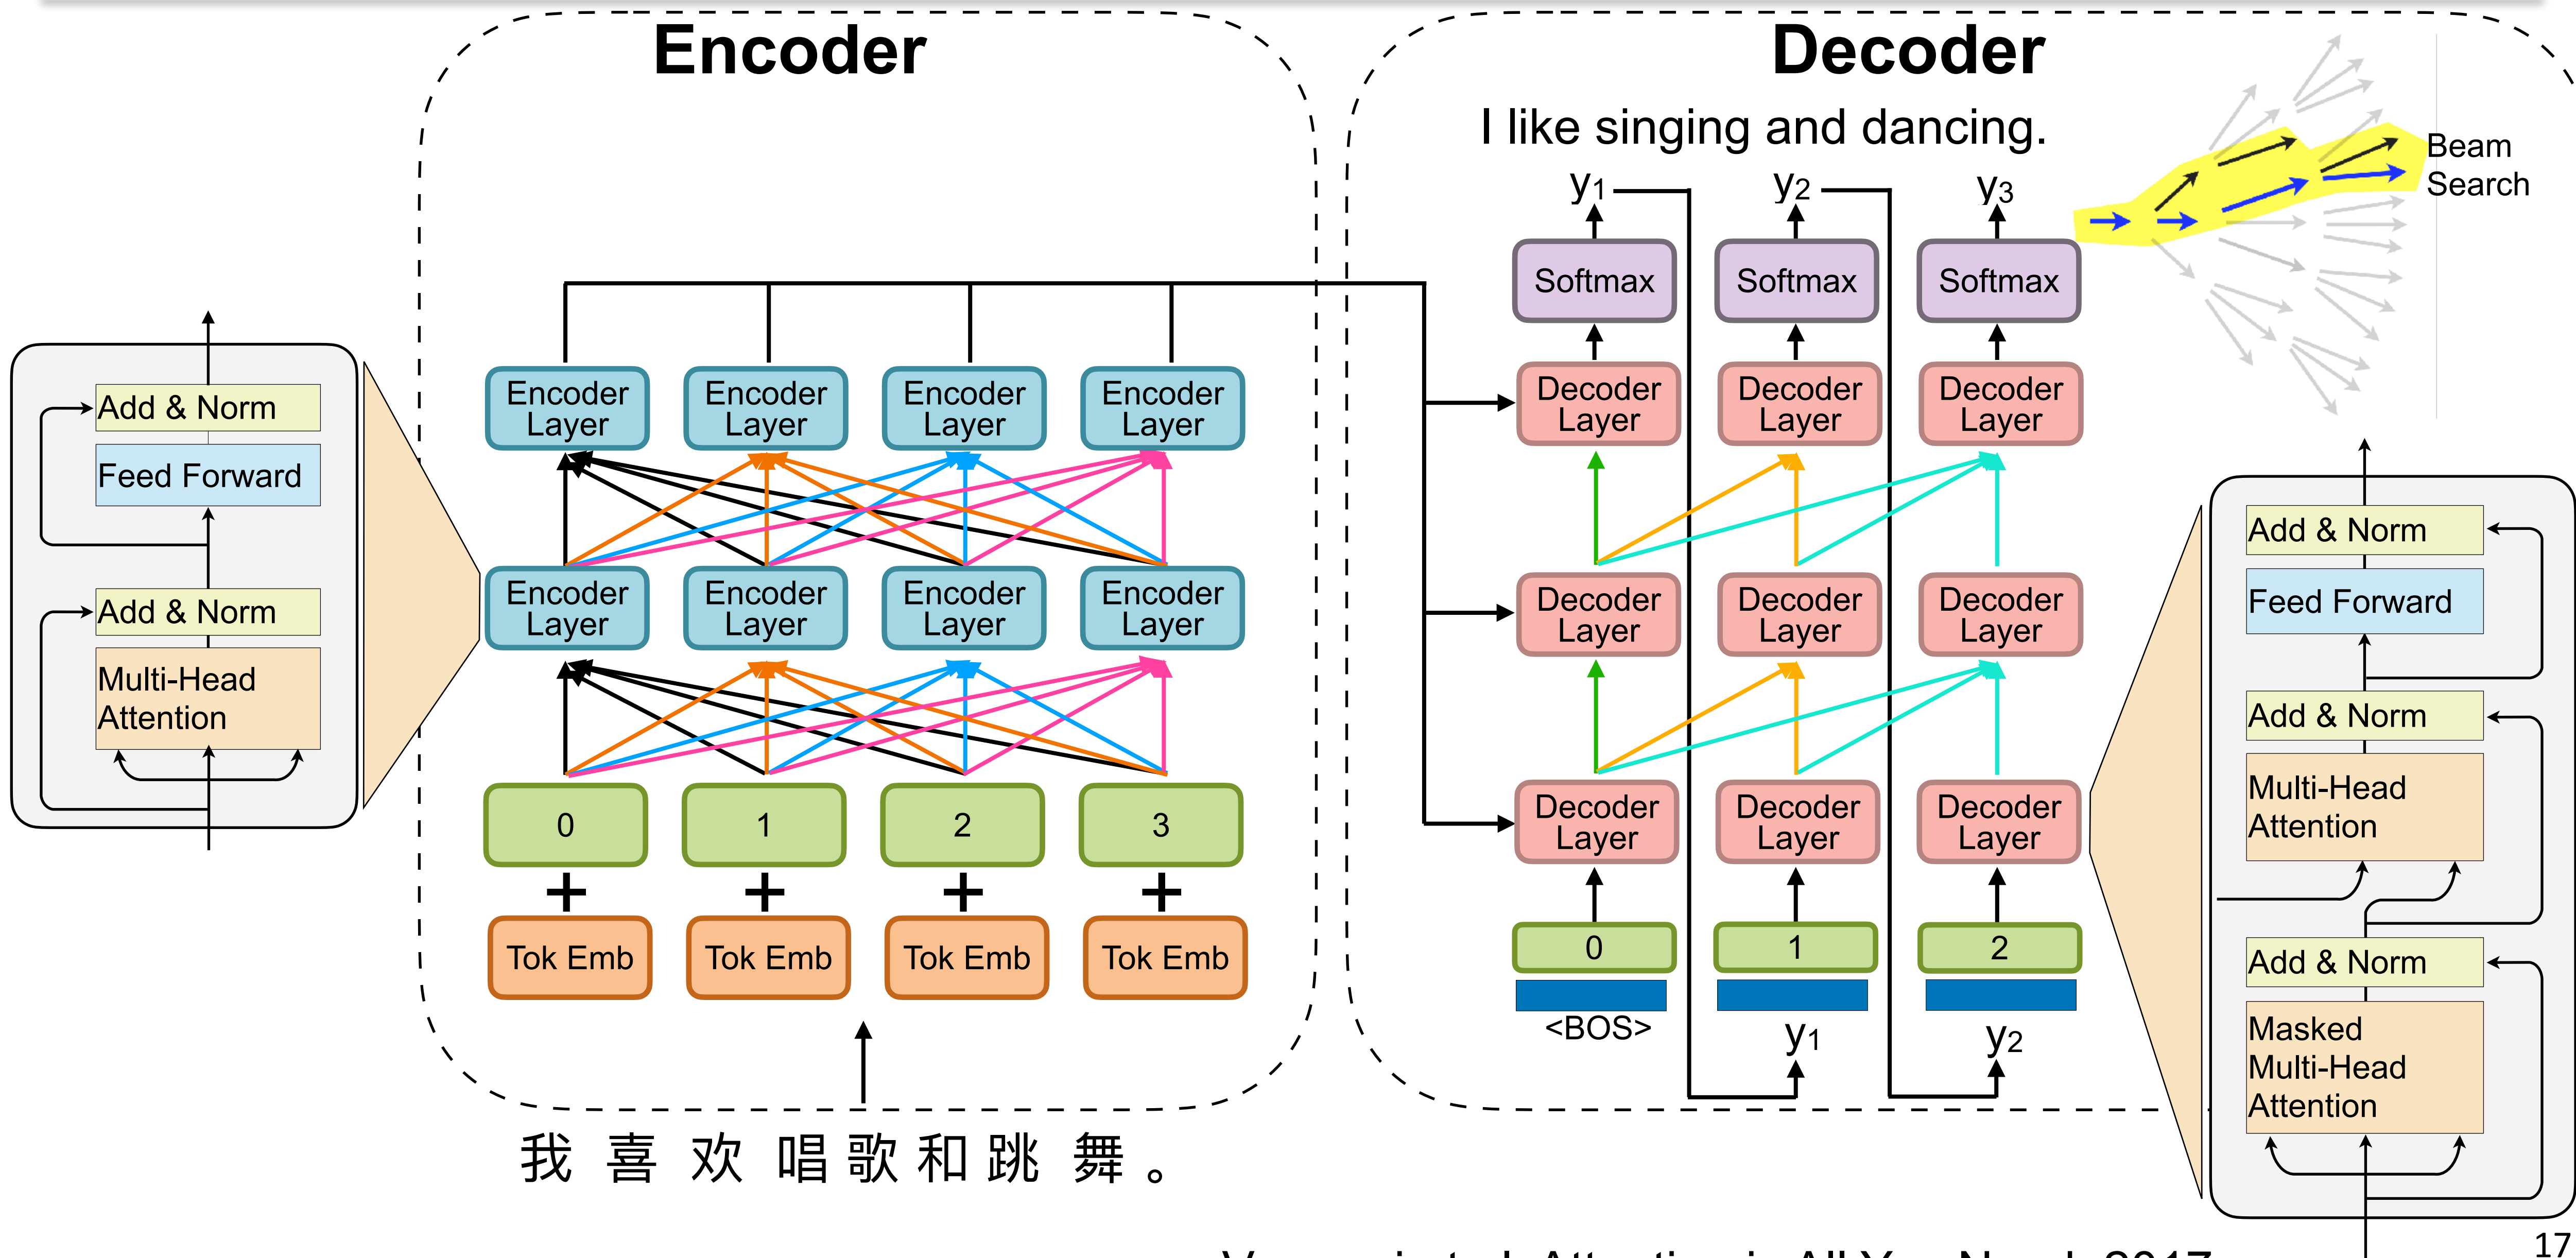 Encoder
Decoder
I like singing and dancing.
Beam
Search
y1
y2
y3
Softmax
Softmax
Softmax
Add & Norm
Feed Forward
Add & Norm
Multi-Head
Attention
Encoder
Layer
Encoder
Layer
Encoder
Layer
Encoder
Layer
Encoder
Layer
Encoder
Layer
Encoder
Layer
Encoder
Layer
0
1
2
3
+
+
+
+
Tok Emb
Tok Emb
Tok Emb
Tok Emb
我 喜 欢 唱 歌 和 跳 舞 。
Decoder
Layer
Decoder
Layer
Decoder
Layer
Decoder
Layer
Decoder
Layer
Decoder
Layer
Decoder
Layer
Decoder
Layer
Decoder
Layer
0
1
2
<BOS>
y1
y2
Add & Norm
Feed Forward
Add & Norm
Multi-Head
Attention
Add & Norm
Masked
Multi-Head
Attention
17